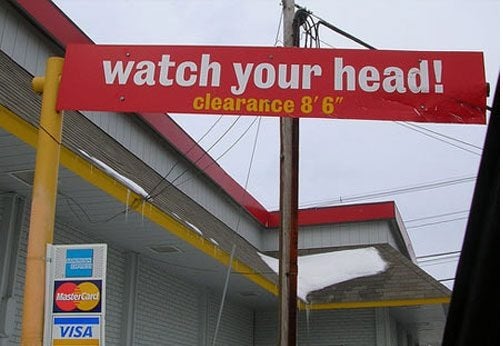 watch your head!
clearance 8' 6"
MasterCard
VISA